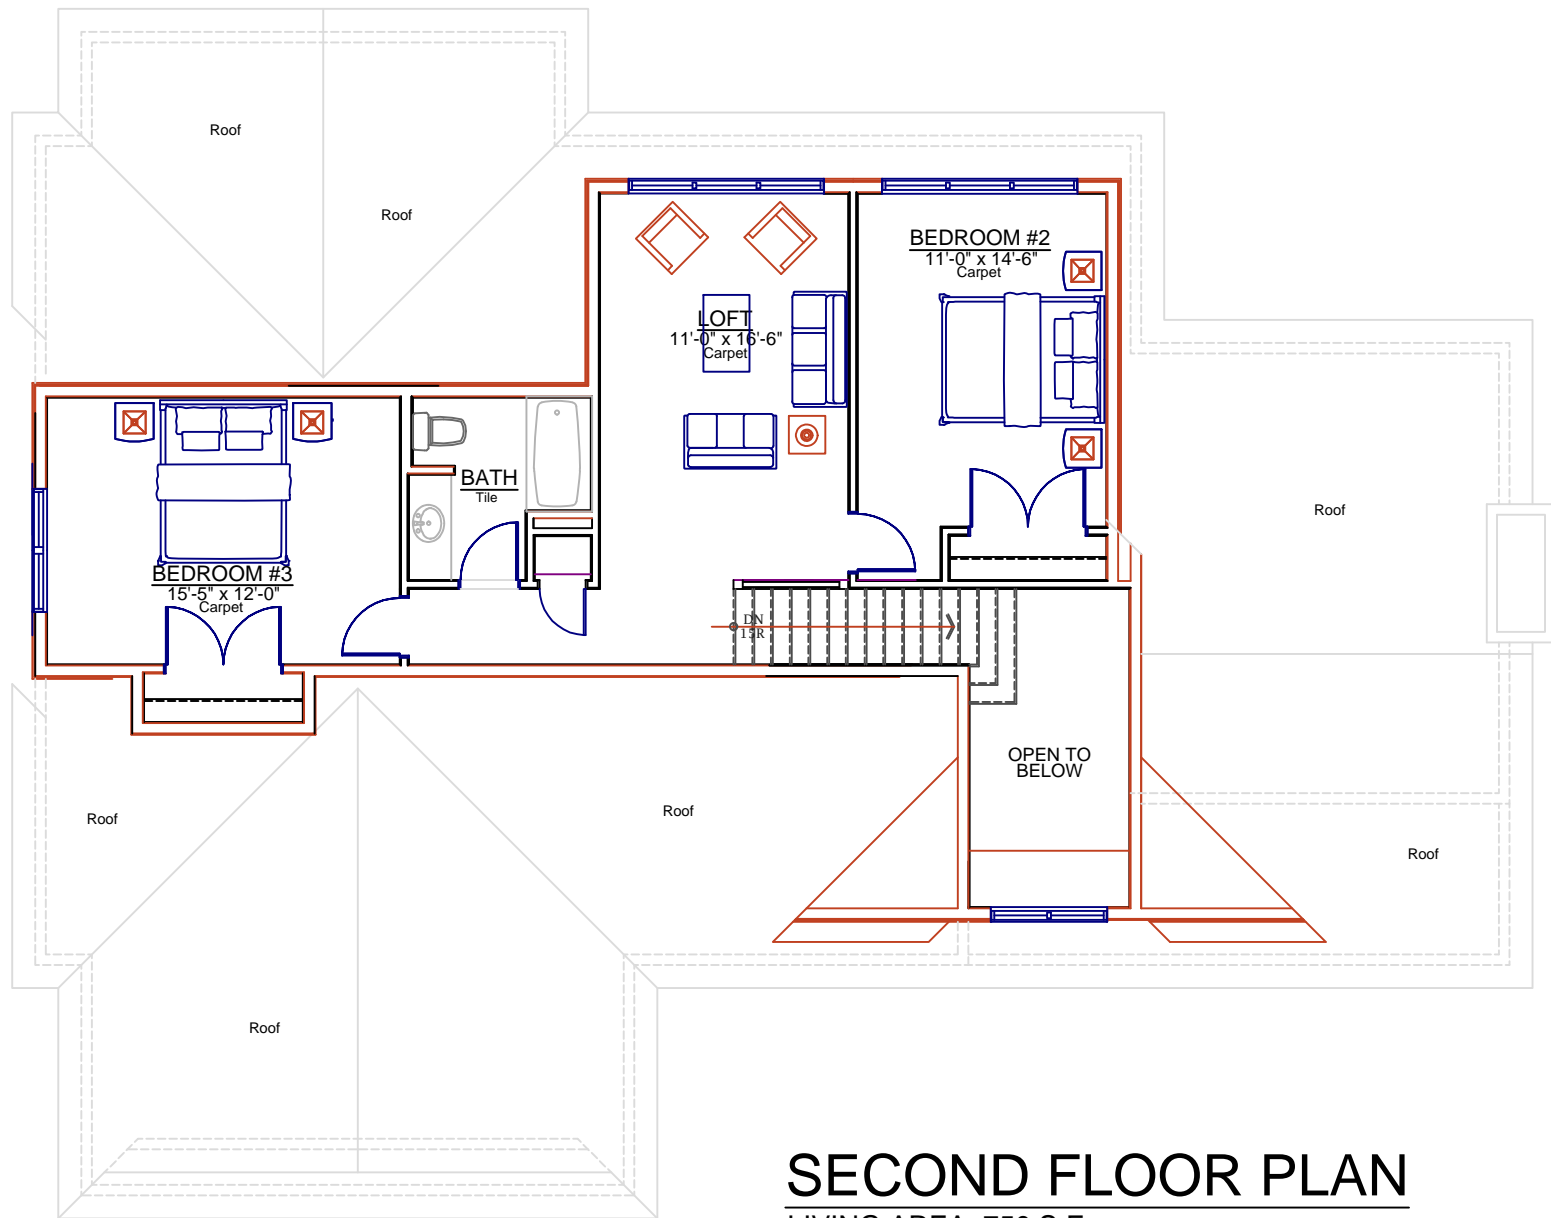 Roof
Roof
BEDROOM #2
11'-0" x 14'-6"
Carpet
LOFT
11'-0" x 16'-6"
Carpet
BATH
Tile
Roof
BEDROOM #3
15'-5" x 12'-0"
Carpet
DN
15R
OPEN TO
BELOW
Roof
Roof
Roof
Roof
SECOND FLOOR PLAN